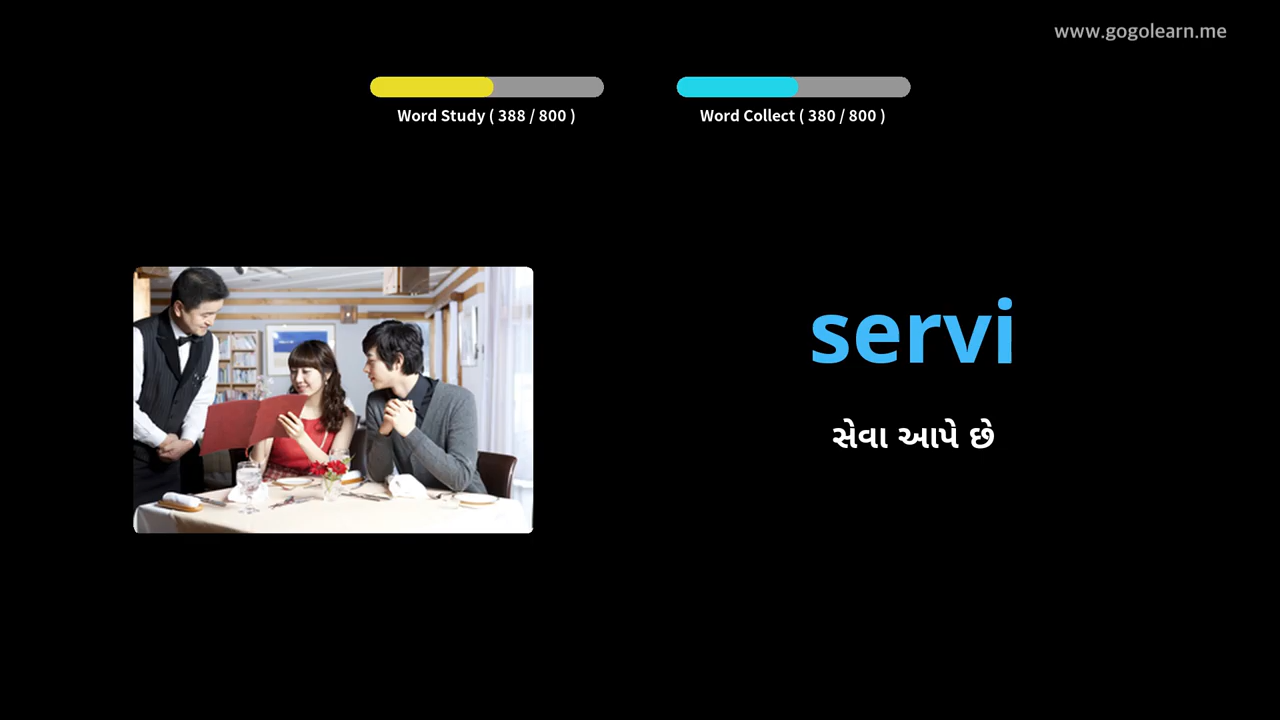 www.gogolearn.me
Word Study ( 388 / 800 )
Word Collect ( 380 / 800 )
servi
સેવા આપે છે